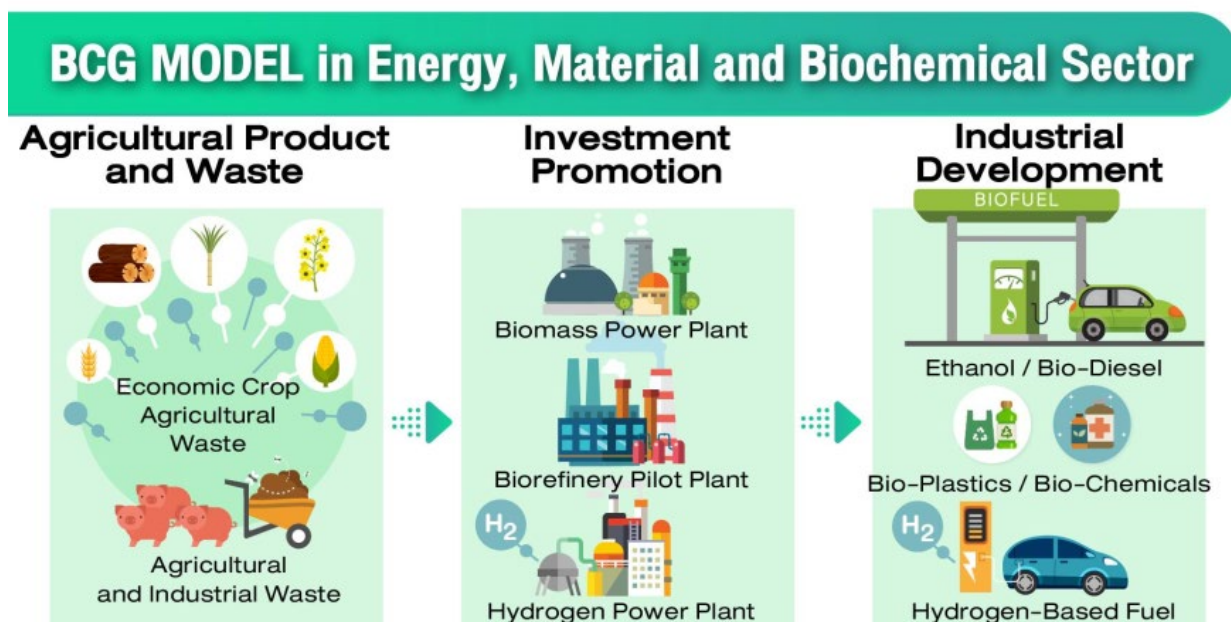 BCG MODEL in Energy, Material and Biochemical Sector
Agricultural Product
and Waste
Economic Crop
Agricultural
Waste
Agricultural
and Industrial Waste
Investment
Promotion
Biomass Power Plant
Biorefinery Pilot Plant
H2
Hydrogen Power Plant
Industrial
Development
BIOFUEL
Ethanol / Bio-Diesel
Bio-Plastics / Bio-Chemicals
H2
Hydrogen-Based Fuel